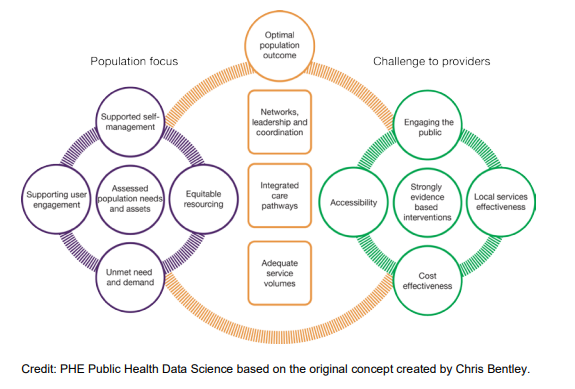 Optimal
population
outcome
Population focus
Challenge to providers
Supported self-
management
Networks,
leadership and
coordination
Engaging the
public
Supporting user
engagement
Assessed
population needs
and assets
Equitable
resourcing
Integrated
care
pathways
Accessibility
Strongly
evidence
based
interventions
Local services
effectiveness
Unmet need
and demand
Adequate
service
volumes
Cost
effectiveness
Credit: PHE Public Health Data Science based on the original concept created by Chris Bentley.